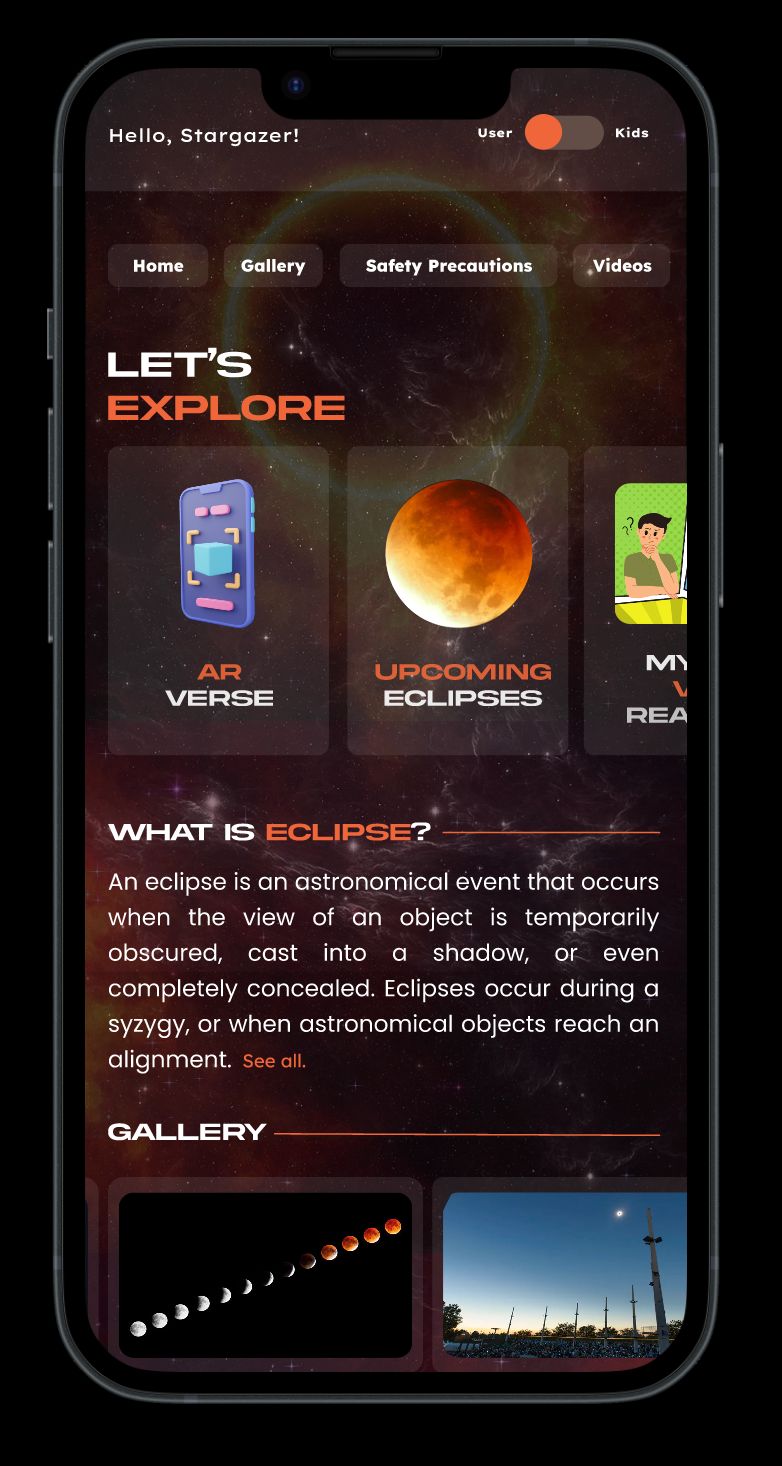 Hello, Stargazer!
User Kids
Home Gallery Safety Precautions Videos
LET'S
EXPLORE
AR
VERSE
UPCOMING
ECLIPSES
MY
V
REA
WHAT IS ECLIPSE?
An eclipse is an astronomical event that occurs
when the view of an object is temporarily
obscured, cast into a shadow, or even
completely concealed. Eclipses occur during a
syzygy, or when astronomical objects reach an
alignment. See all.
GALLERY